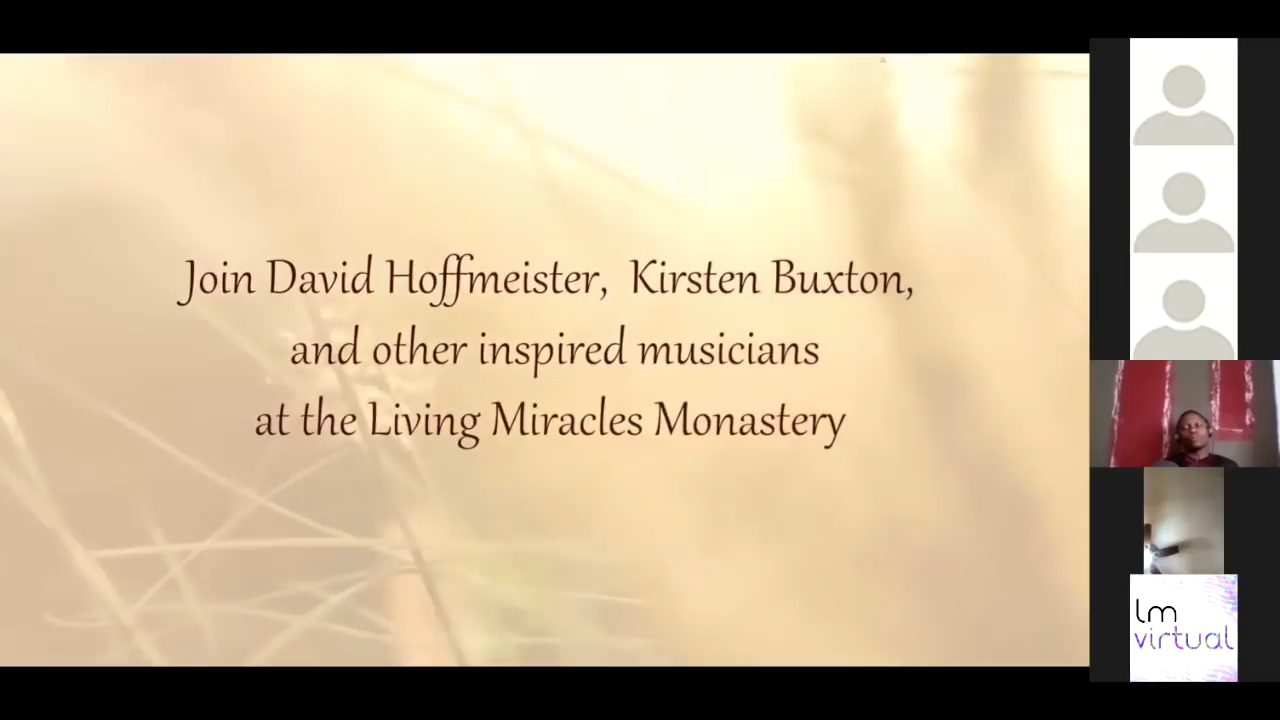 Join David Hoffmeister, Kirsten Buxton,
and other inspired musicians
at the Living Miracles Monastery
lm
virtual